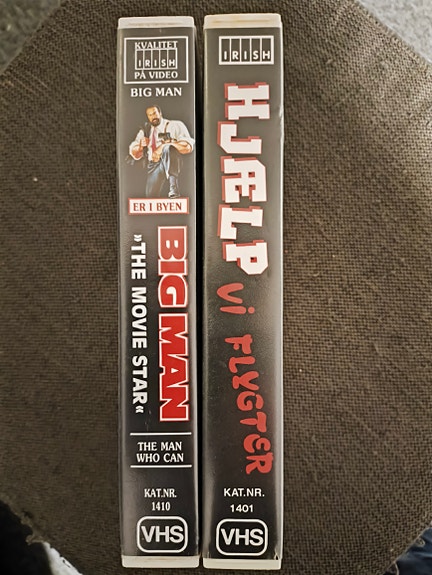 KVALITET
IRISH
PÅ VIDEO
BIG MAN
ER I BYEN
BIG MAN
»THE MOVIE STAR«
THE MAN
WHO CAN
KAT.NR.
1410
VHS
IRISH
HJÆLP
Vi FLYGTER
KAT.NR.
1401
VHS